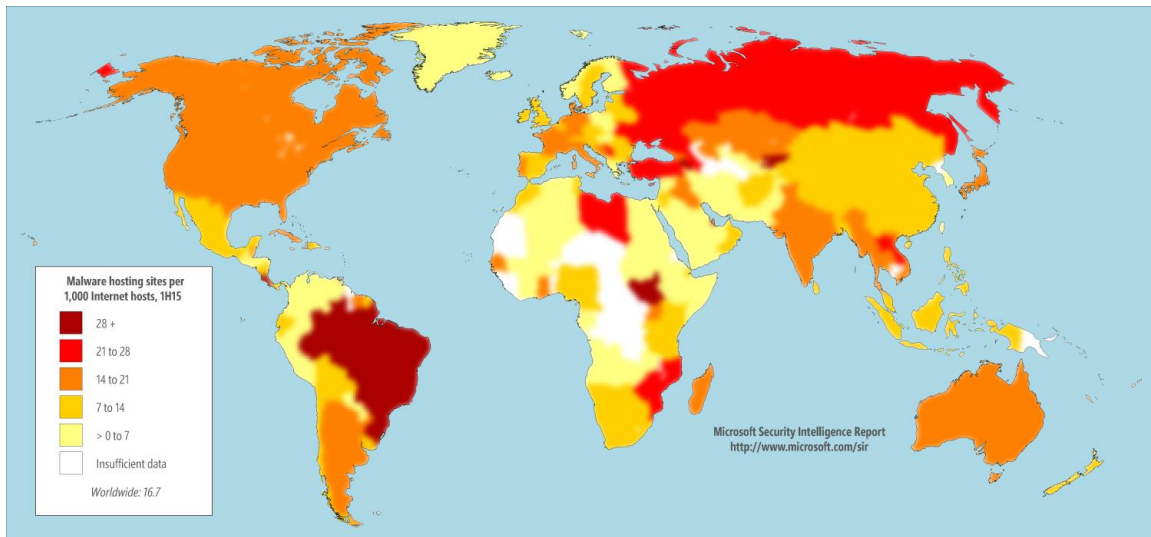 Malware hosting sites per
1,000 Internet hosts, 1H15
28 +
21 to 28
14 to 21
7 to 14
> 0 to 7
Insufficient data
Worldwide: 16.7
Microsoft Security Intelligence Report
http://www.microsoft.com/sir